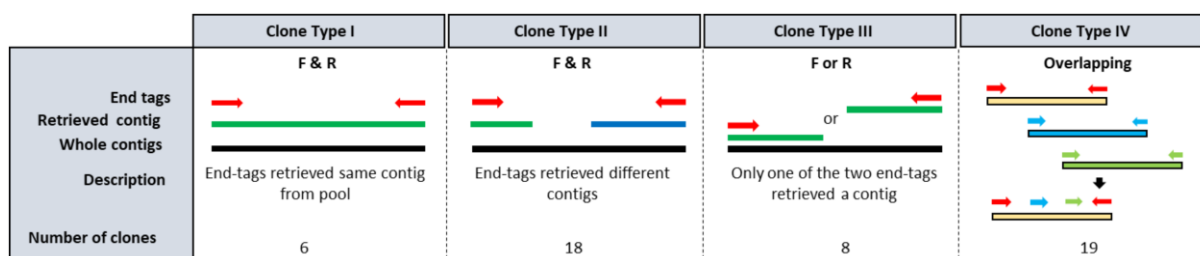 Clone Type I Clone Type II Clone Type III Clone Type IV
F & R F & R F or R Overlapping
End tags
Retrieved contig or
Whole contigs
Description End-tags retrieved same contig End-tags retrieved different Only one of the two end-tags
from pool contigs retrieved a contig
Number of clones 6 18 8 19